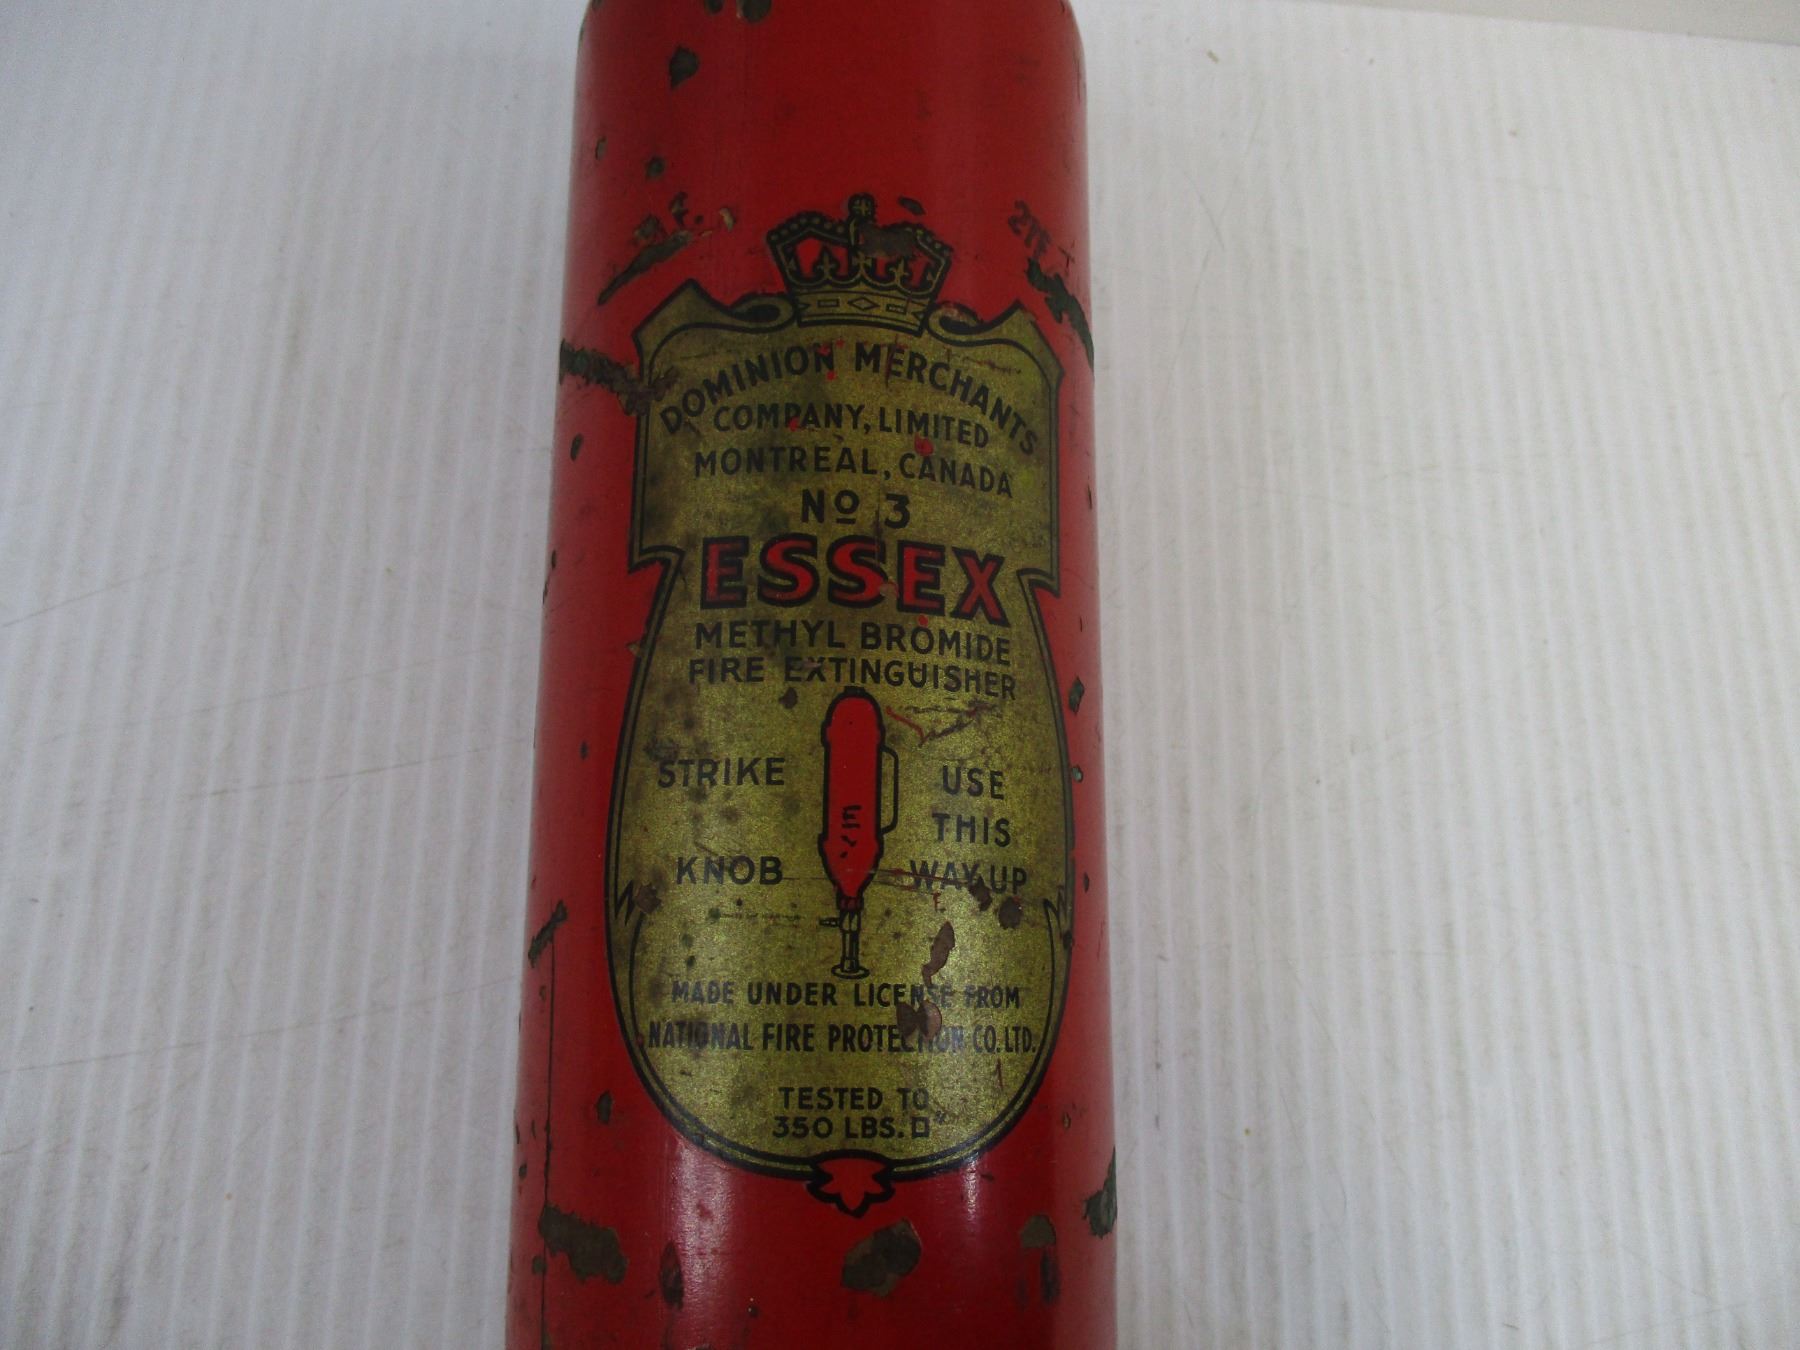 DOMINION MERCHANTS
COMPANY, LIMITED
MONTREAL, CANADA
Nº 3
ESSEX
METHYL BROMIDE
FIRE EXTINGUISHER
STRIKE
KNOB
USE
THIS
WAY UP
MADE UNDER LICENSE FROM
NATIONAL FIRE PROTECTION CO. LTD.
TESTED TO
350 LBS. □"